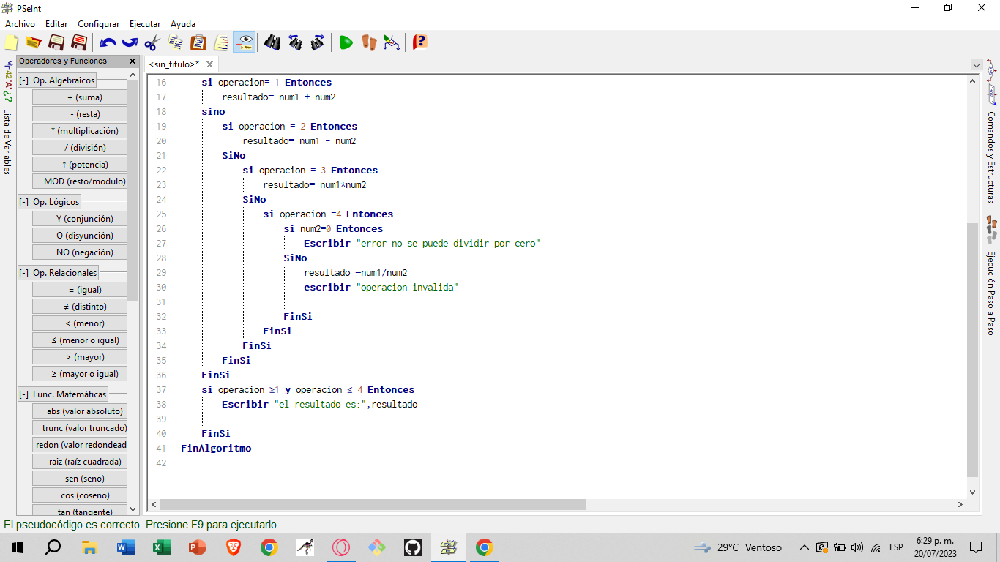 PSeInt
Archivo Editar Configurar Ejecutar Ayuda
Operadores y Funciones
<sin_titulo>*
Lista de Variables
[-] Op. Algebraicos
+ (suma)
- (resta)
* (multiplicación)
/ (división)
↑ (potencia)
MOD (resto/modulo)
[-] Op. Lógicos
Y (conjunción)
O (disyunción)
NO (negación)
[-] Op. Relacionales
= (igual)
≠ (distinto)
< (menor)
≤ (menor o igual)
> (mayor)
≥ (mayor o igual)
[-] Func. Matemáticas
abs (valor absoluto)
trunc (valor truncado)
redon (valor redondead
raiz (raíz cuadrada)
sen (seno)
cos (coseno)
tan (tangente)
16 si operacion= 1 Entonces
17 resultado= num1 + num2
18 sino
19 si operacion = 2 Entonces
20 resultado= num1 - num2
21 SiNo
22 si operacion = 3 Entonces
23 resultado= num1*num2
24 SiNo
25 si operacion =4 Entonces
26 si num2=0 Entonces
27 Escribir "error no se puede dividir por cero"
28 SiNo
29 resultado =num1/num2
30 escribir "operacion invalida"
31
32 FinSi
33 FinSi
34 FinSi
35 FinSi
36 FinSi
37 si operacion ≥1 y operacion ≤ 4 Entonces
38 Escribir "el resultado es:",resultado
39
40 FinSi
41 FinAlgoritmo
42
Comandos y Estructuras
Ejecución Paso a Paso
El pseudocódigo es correcto. Presione F9 para ejecutarlo.
29°C Ventoso
ESP
6:29 p. m.
20/07/2023